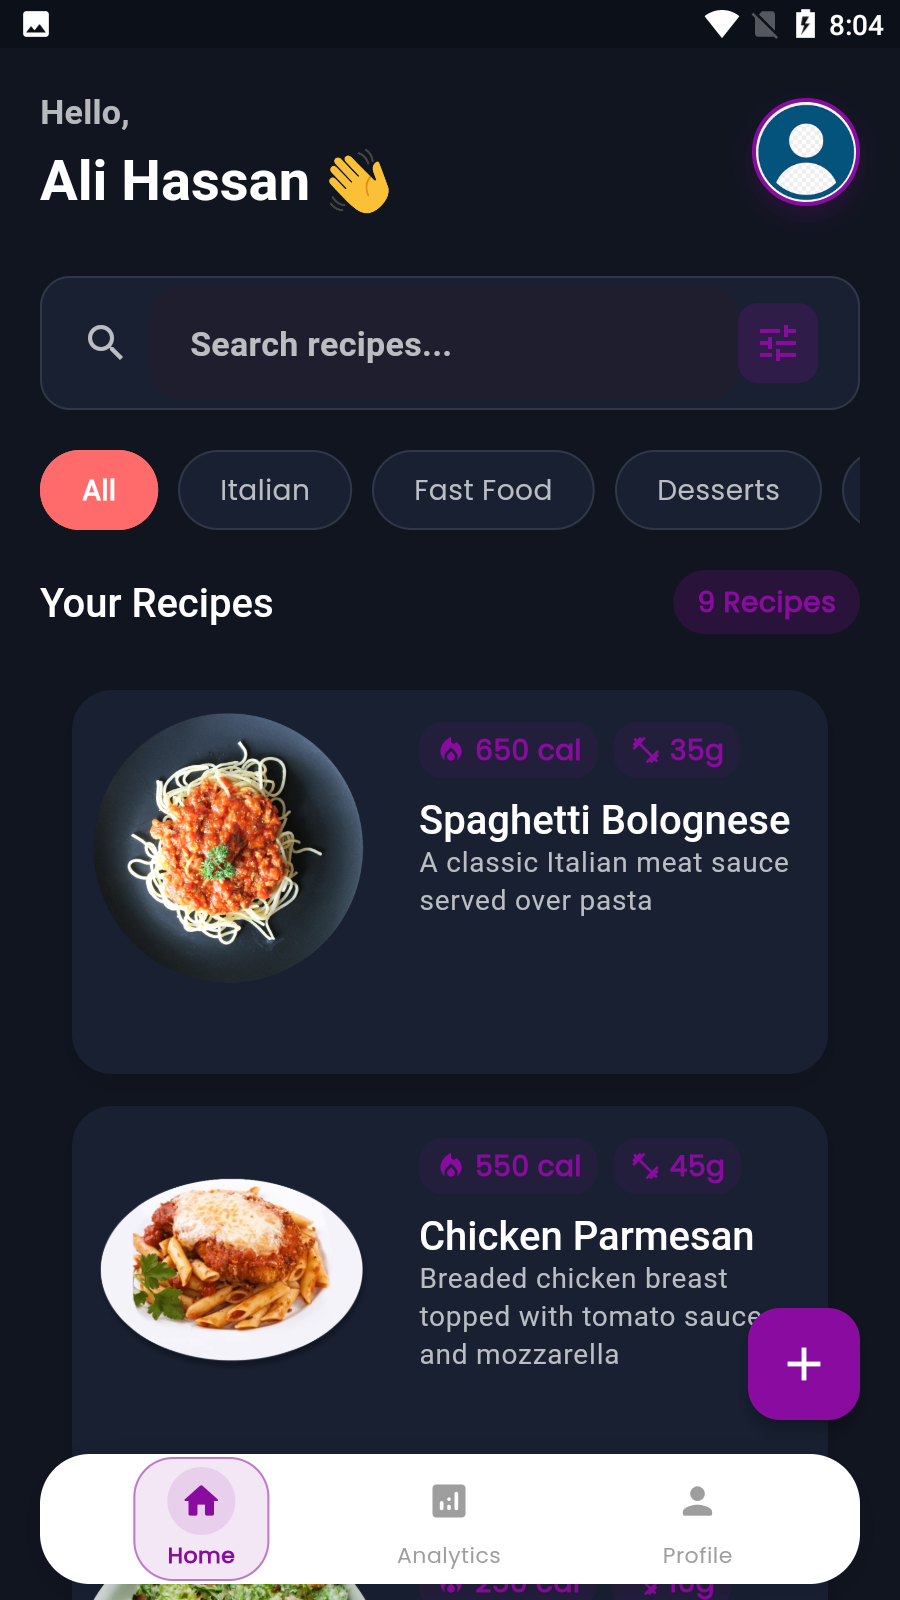 8:04
Hello,
Ali Hassan 👋
Search recipes...
All
Italian
Fast Food
Desserts
Your Recipes
9 Recipes
650 cal
35g
Spaghetti Bolognese
A classic Italian meat sauce
served over pasta
550 cal
45g
Chicken Parmesan
Breaded chicken breast
topped with tomato sauce
and mozzarella
Home
Analytics
Profile